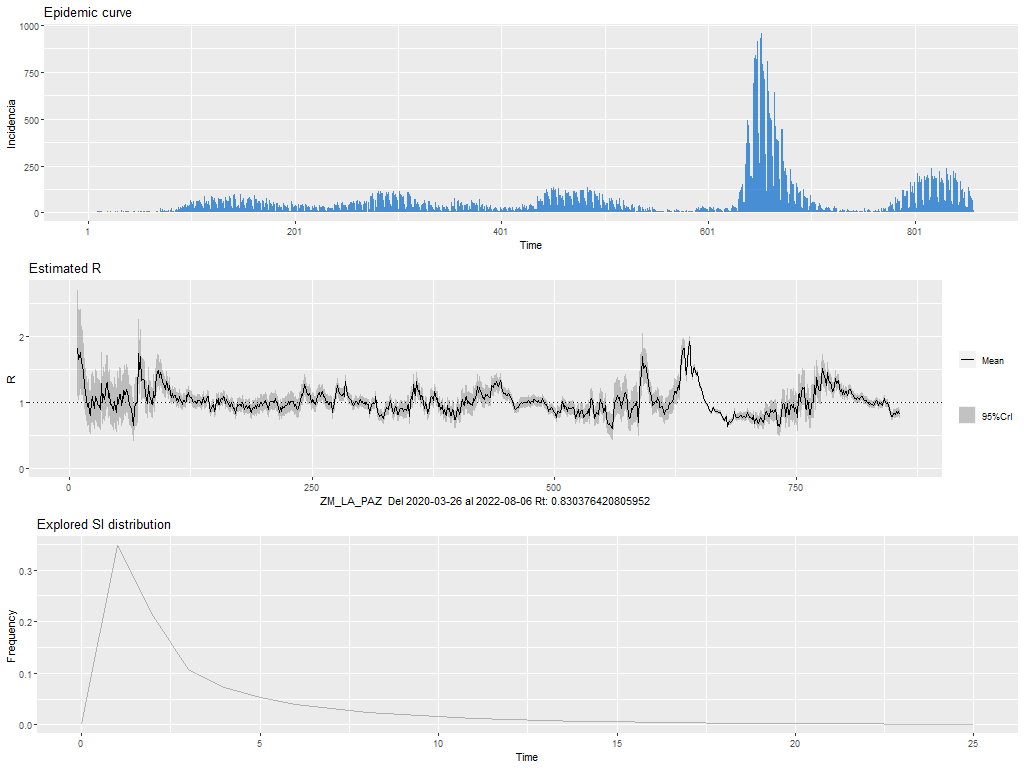 Epidemic curve
1000
750
500
250
0
Incidencia
1 201 401 601 801
Time
Estimated R
2
1
0
R
Mean
95%CrI
0 250 500 750
ZM_LA_PAZ Del 2020-03-26 al 2022-08-06 Rt: 0.830376420805952
Explored SI distribution
0.3
0.2
0.1
0.0
Frequency
0 5 10 15 20 25
Time